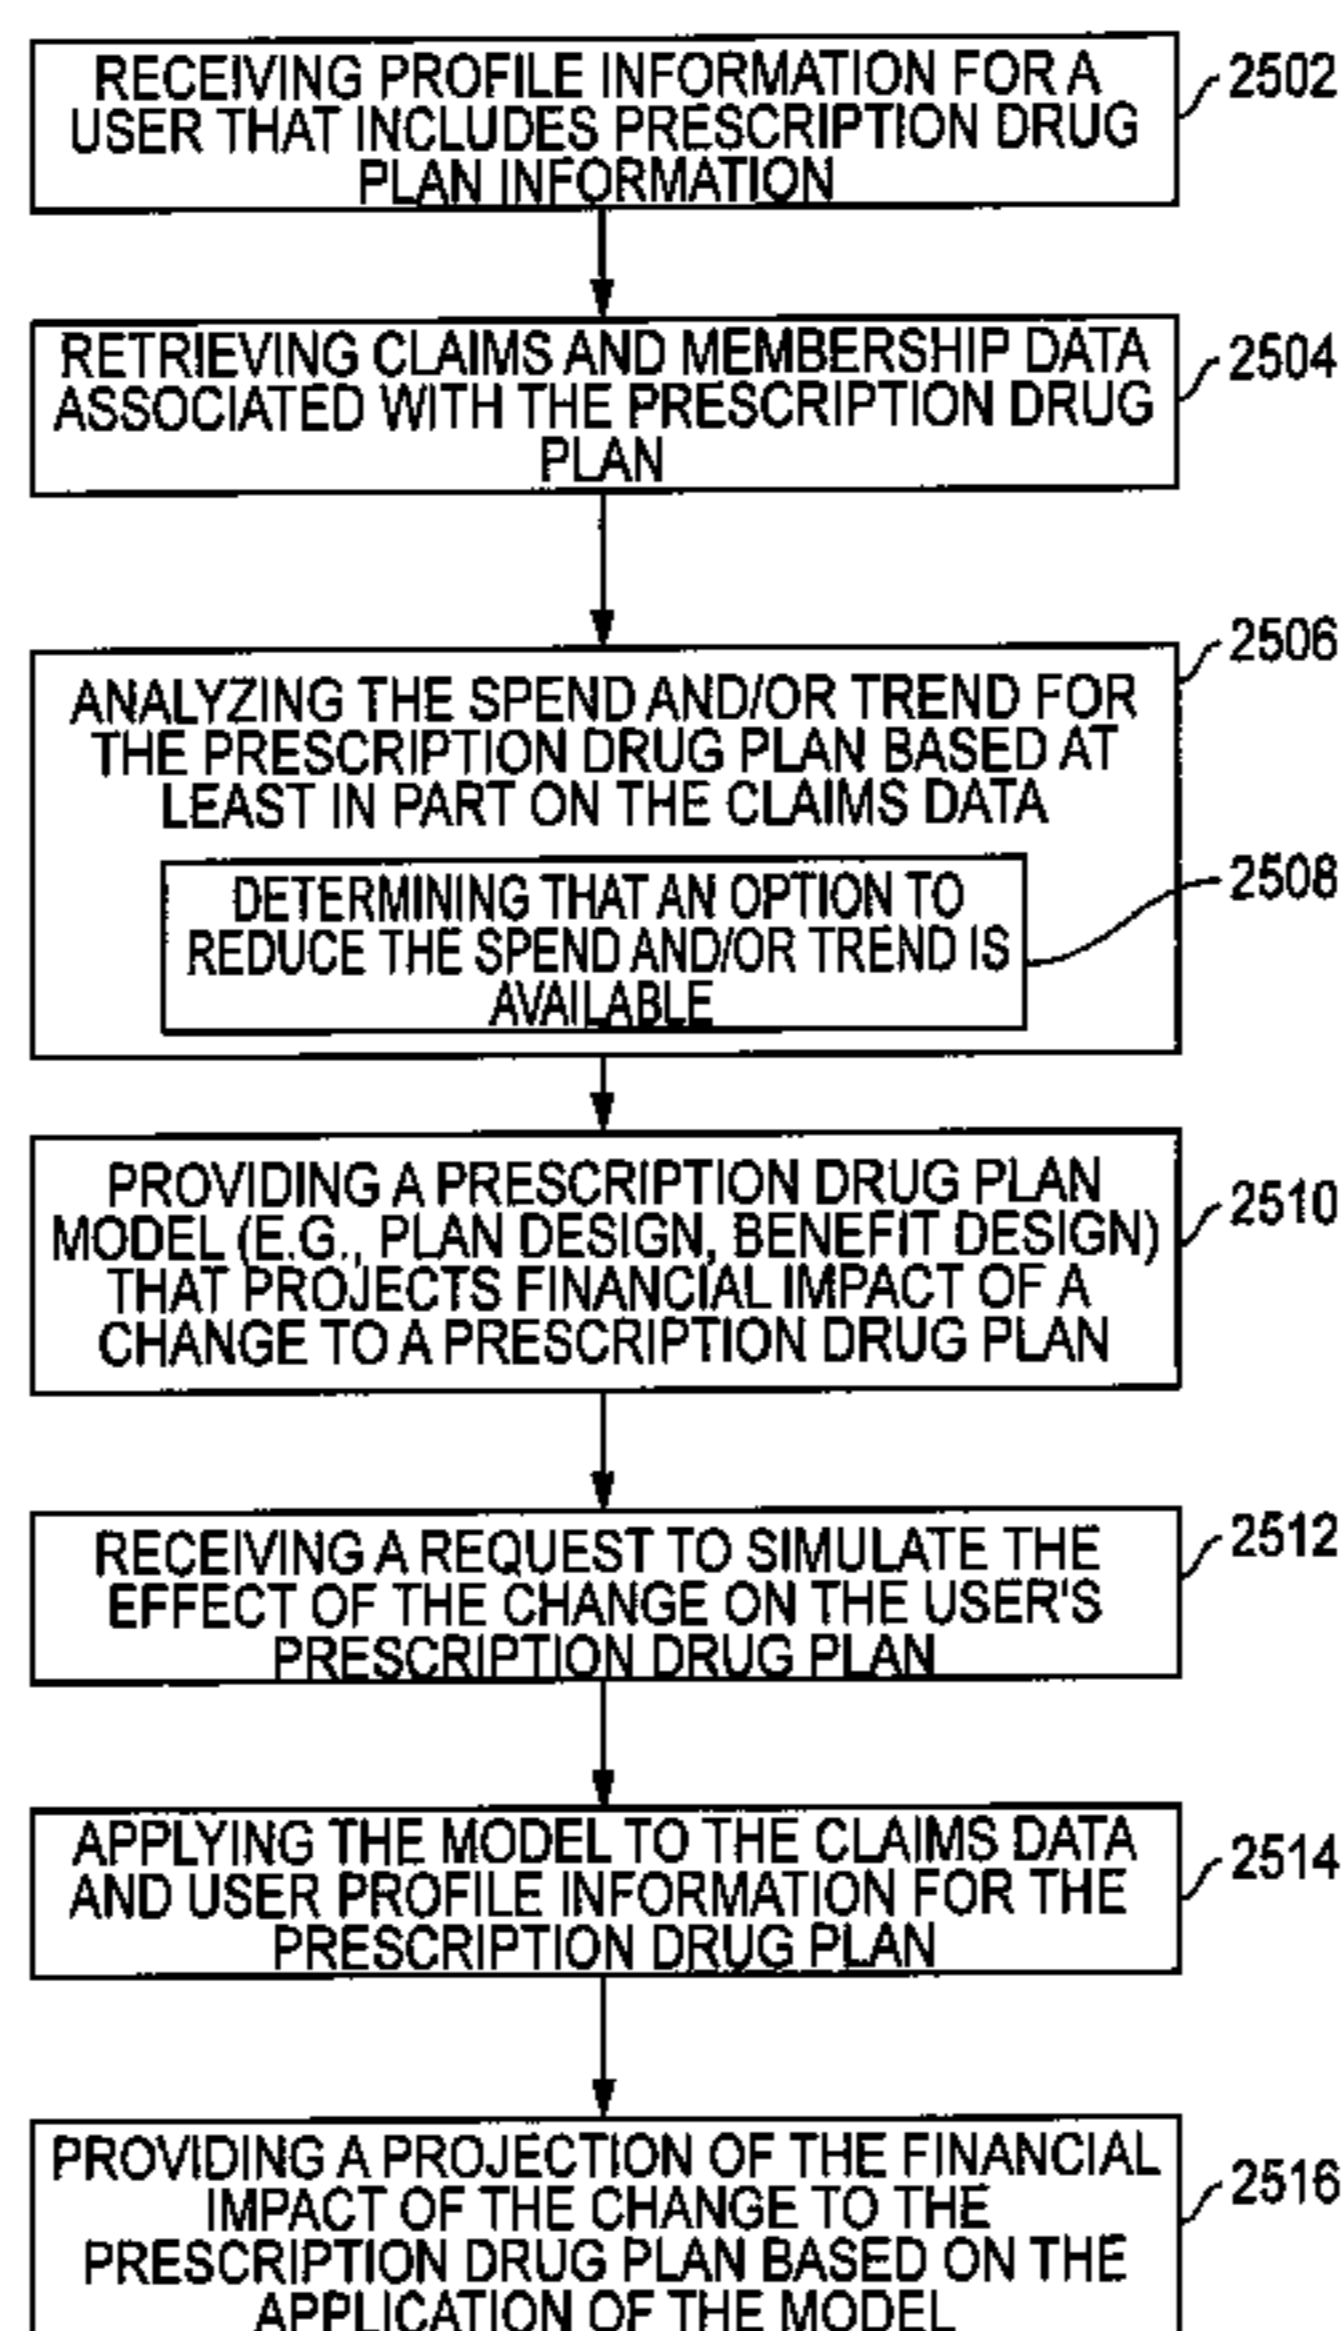 RECEIVING PROFILE INFORMATION FOR A
USER THAT INCLUDES PRESCRIPTION DRUG
PLAN INFORMATION
2502
RETRIEVING CLAIMS AND MEMBERSHIP DATA
ASSOCIATED WITH THE PRESCRIPTION DRUG
PLAN
2504
ANALYZING THE SPEND AND/OR TREND FOR
THE PRESCRIPTION DRUG PLAN BASED AT
LEAST IN PART ON THE CLAIMS DATA
2506
DETERMINING THAT AN OPTION TO
REDUCE THE SPEND AND/OR TREND IS
AVAILABLE
2508
PROVIDING A PRESCRIPTION DRUG PLAN
MODEL (E.G., PLAN DESIGN, BENEFIT DESIGN)
THAT PROJECTS FINANCIAL IMPACT OF A
CHANGE TO A PRESCRIPTION DRUG PLAN
2510
RECEIVING A REQUEST TO SIMULATE THE
EFFECT OF THE CHANGE ON THE USER'S
PRESCRIPTION DRUG PLAN
2512
APPLYING THE MODEL TO THE CLAIMS DATA
AND USER PROFILE INFORMATION FOR THE
PRESCRIPTION DRUG PLAN
2514
PROVIDING A PROJECTION OF THE FINANCIAL
IMPACT OF THE CHANGE TO THE
PRESCRIPTION DRUG PLAN BASED ON THE
APPLICATION OF THE MODEL
2516